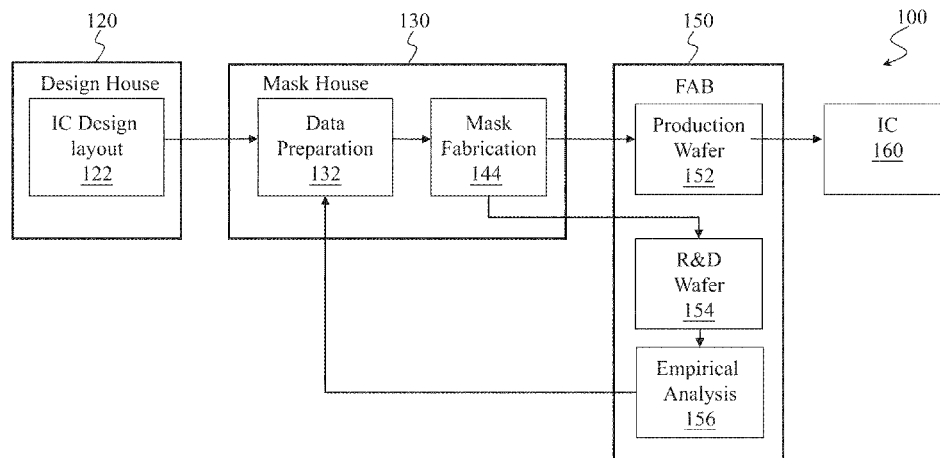 120
130
150
100
Design House
IC Design
layout
122
Mask House
Data
Preparation
132
Mask
Fabrication
144
FAB
Production
Wafer
152
IC
160
R&D
Wafer
154
Empirical
Analysis
156